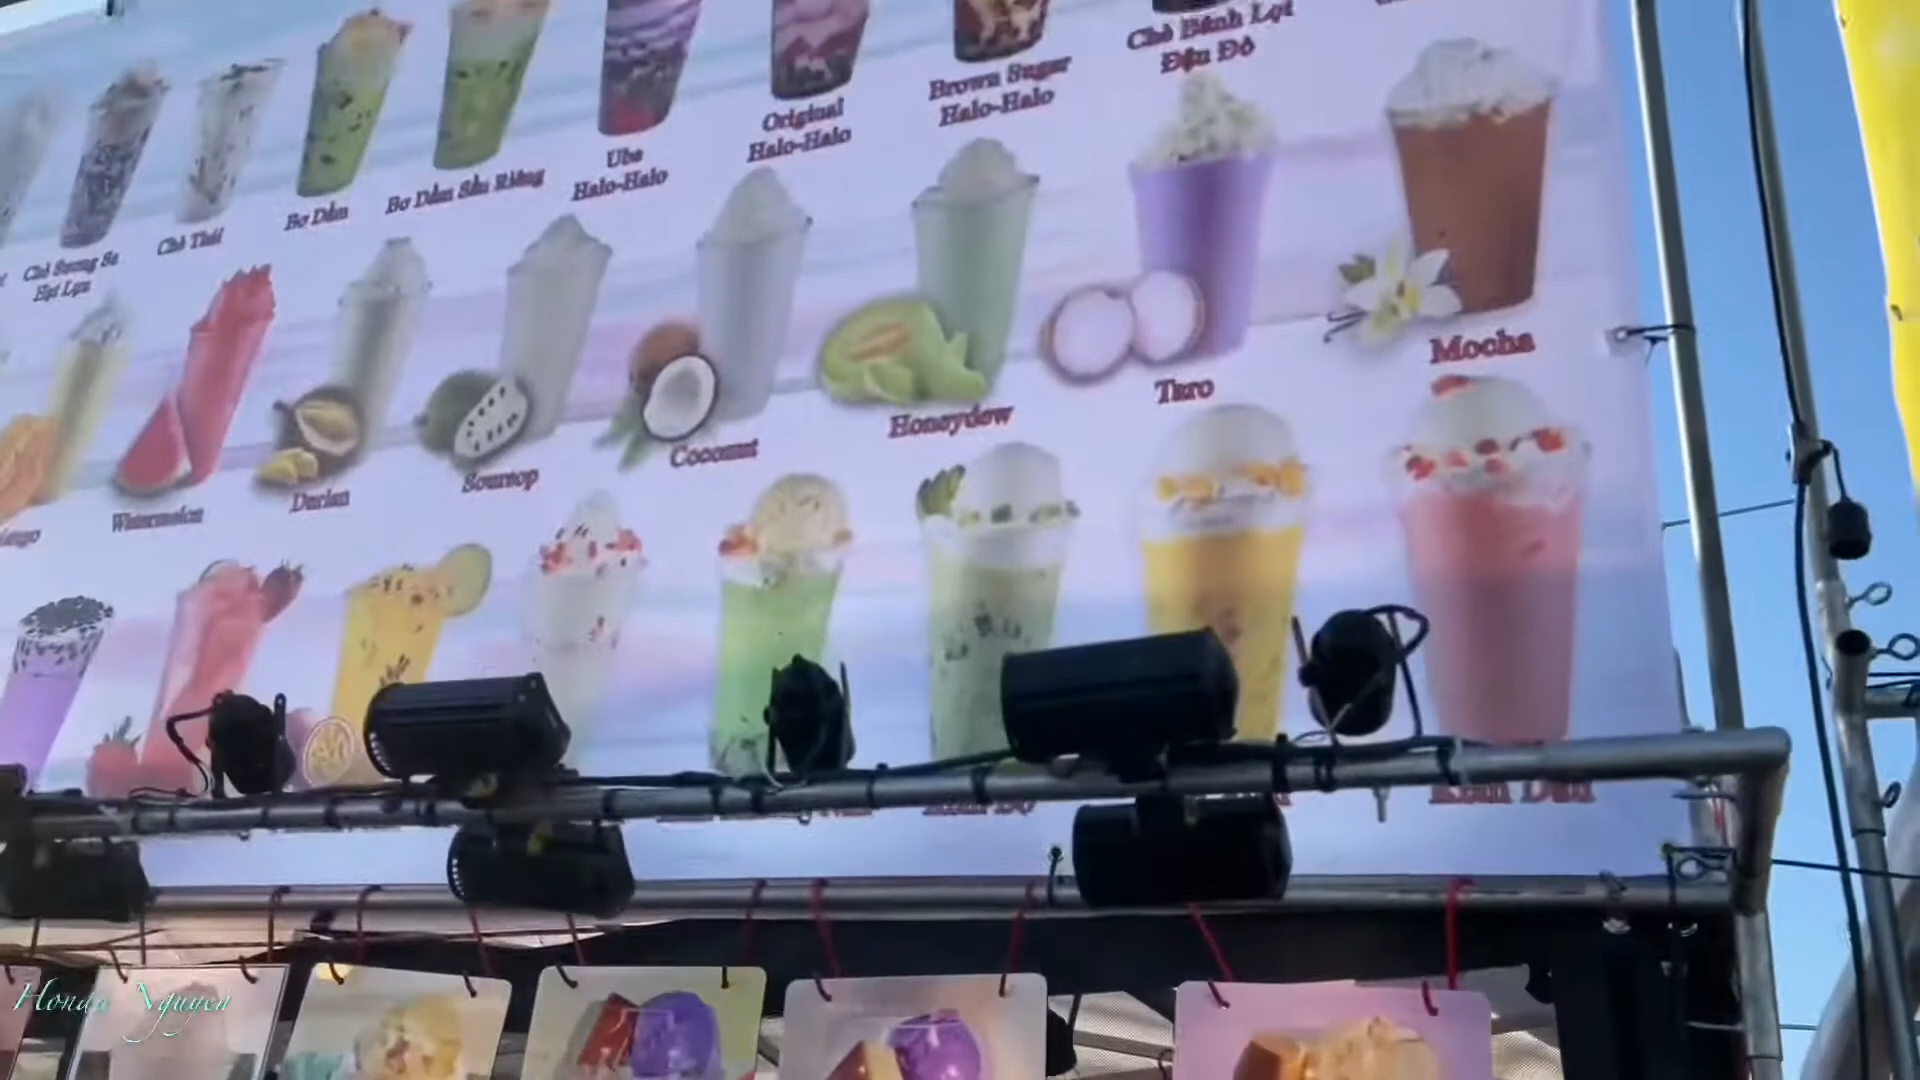 Chè Bánh Lọt
Đậu Đỏ
Brown Sugar
Halo-Halo
Original
Halo-Halo
Ube
Halo-Halo
Bơ Dầm Sầu Riêng
Bơ Dầm
Chè Thái
Chè Sương Sa
Hạt Lựu
Mocha
Taro
Honeydew
Coconut
Soursop
Durian
Watermelon
Honda Nguyen